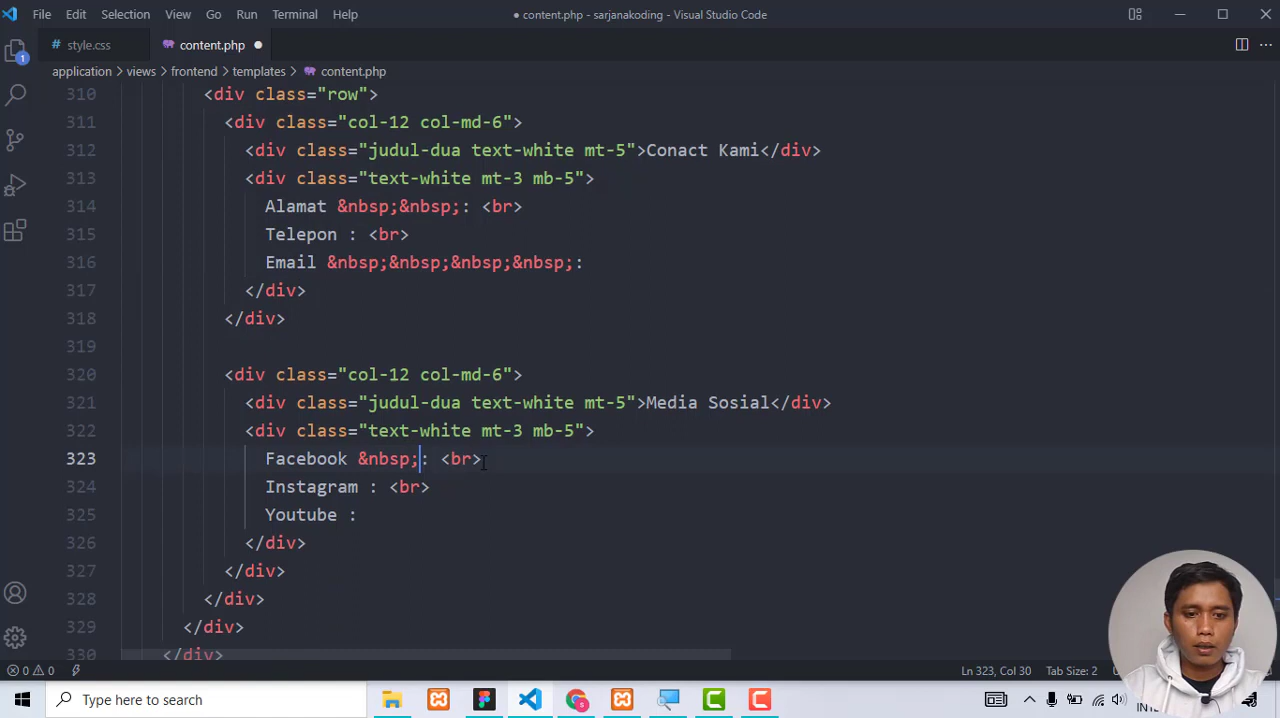 File Edit Selection View Go Run Terminal Help ● content.php - sarjanakoding - Visual Studio Code
# style.css content.php ●
1
application > views > frontend > templates > content.php
310 <div class="row">
311 <div class="col-12 col-md-6">
312 <div class="judul-dua text-white mt-5">Conact Kami</div>
313 <div class="text-white mt-3 mb-5">
314 Alamat &nbsp;&nbsp;: <br>
315 Telepon : <br>
316 Email &nbsp;&nbsp;&nbsp;&nbsp;:
317 </div>
318 </div>
319
320 <div class="col-12 col-md-6">
321 <div class="judul-dua text-white mt-5">Media Sosial</div>
322 <div class="text-white mt-3 mb-5">
323 Facebook &nbsp;: <br>
324 Instagram : <br>
325 Youtube :
326 </div>
327 </div>
328 </div>
329 </div>
330 </div>
0 0 Ln 323, Col 30 Tab Size: 2
Type here to search